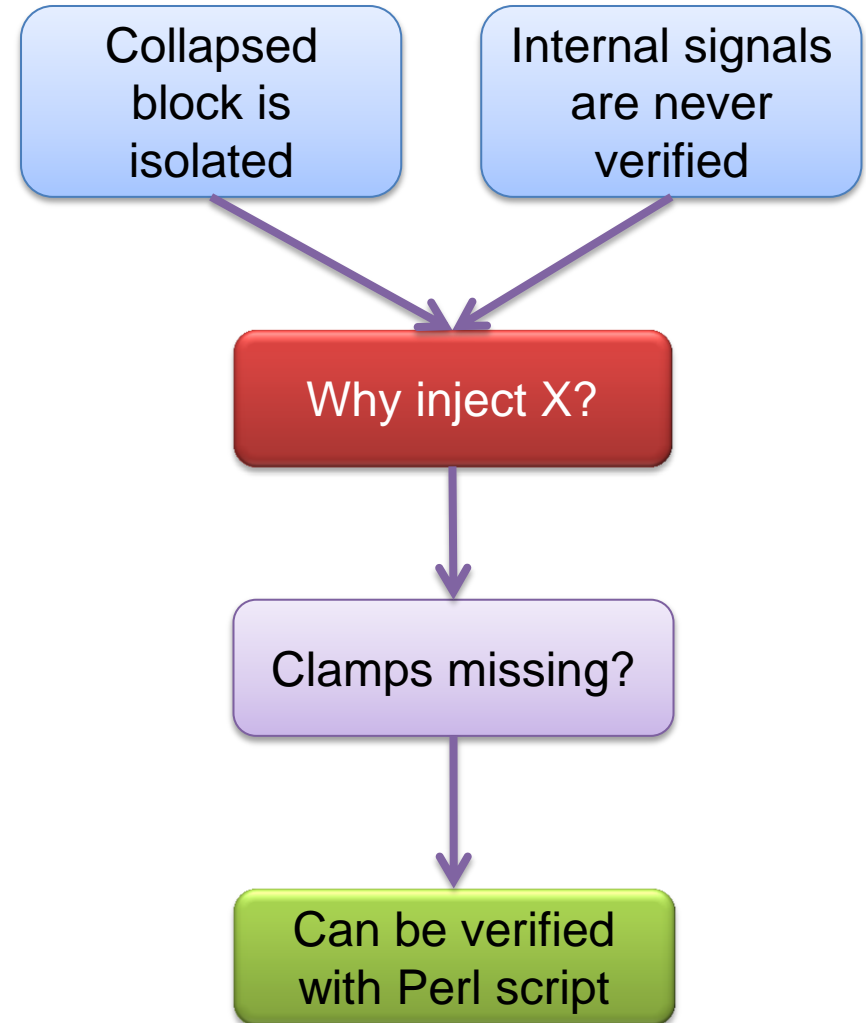 Collapsed
block is
isolated
Internal signals
are never
verified
Why inject X?
Clamps missing?
Can be verified
with Perl script